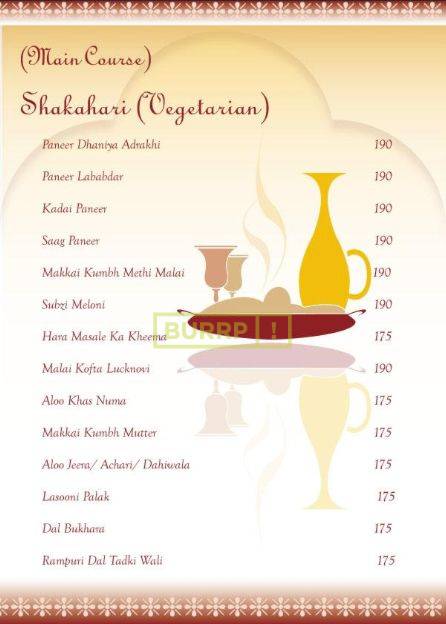 (Main Course)
Shakahari (Vegetarian)
Paneer Dhaniya Adrakhi 190
Paneer Lababdar 190
Kadai Paneer 190
Saag Paneer 190
Makkai Kumbh Methi Malai 190
Subzi Meloni 190
Hara Masale Ka Kheema 175
BURRP!
Malai Kofta Lucknovi 190
Aloo Khas Numa 175
Makkai Kumbh Mutter 175
Aloo Jeera/ Achari/ Dahiwala 175
Lasooni Palak 175
Dal Bukhara 175
Rampuri Dal Tadki Wali 175